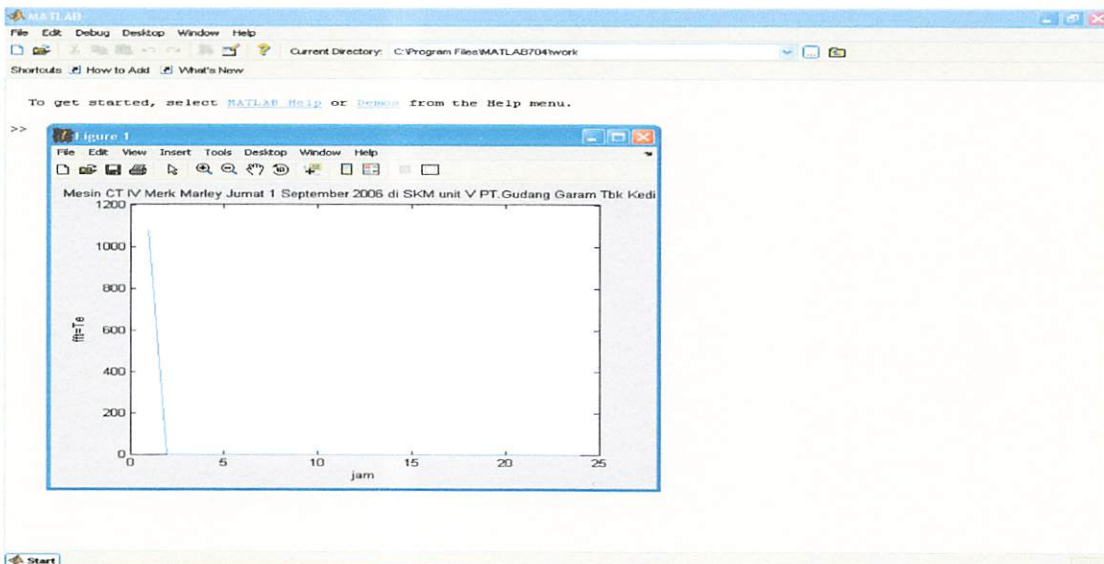 MATLAB
File Edit Debug Desktop Window Help
Current Directory: C:\Program Files\MATLAB704\work
Shortcuts How to Add What's New
To get started, select MATLAB Help or Demos from the Help menu.
>>
Figure 1
File Edit View Insert Tools Desktop Window Help
Mesin CT IV Merk Marley Jumat 1 September 2006 di SKM unit V PT.Gudang Garam Tbk Kedi
1200
1000
800
600
400
200
0
0 5 10 15 20 25
jam
Start